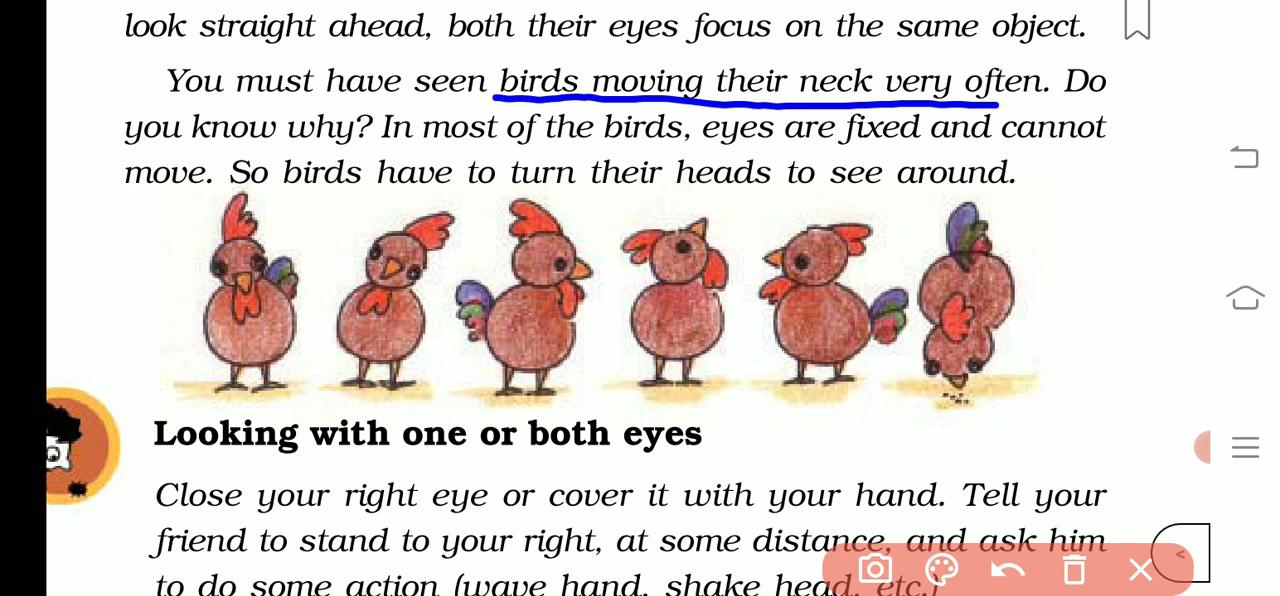 look straight ahead, both their eyes focus on the same object.
You must have seen birds moving their neck very often. Do
you know why? In most of the birds, eyes are fixed and cannot
move. So birds have to turn their heads to see around.
Looking with one or both eyes
Close your right eye or cover it with your hand. Tell your
friend to stand to your right, at some distance, and ask him
to do some action (wave hand, shake head, etc.)